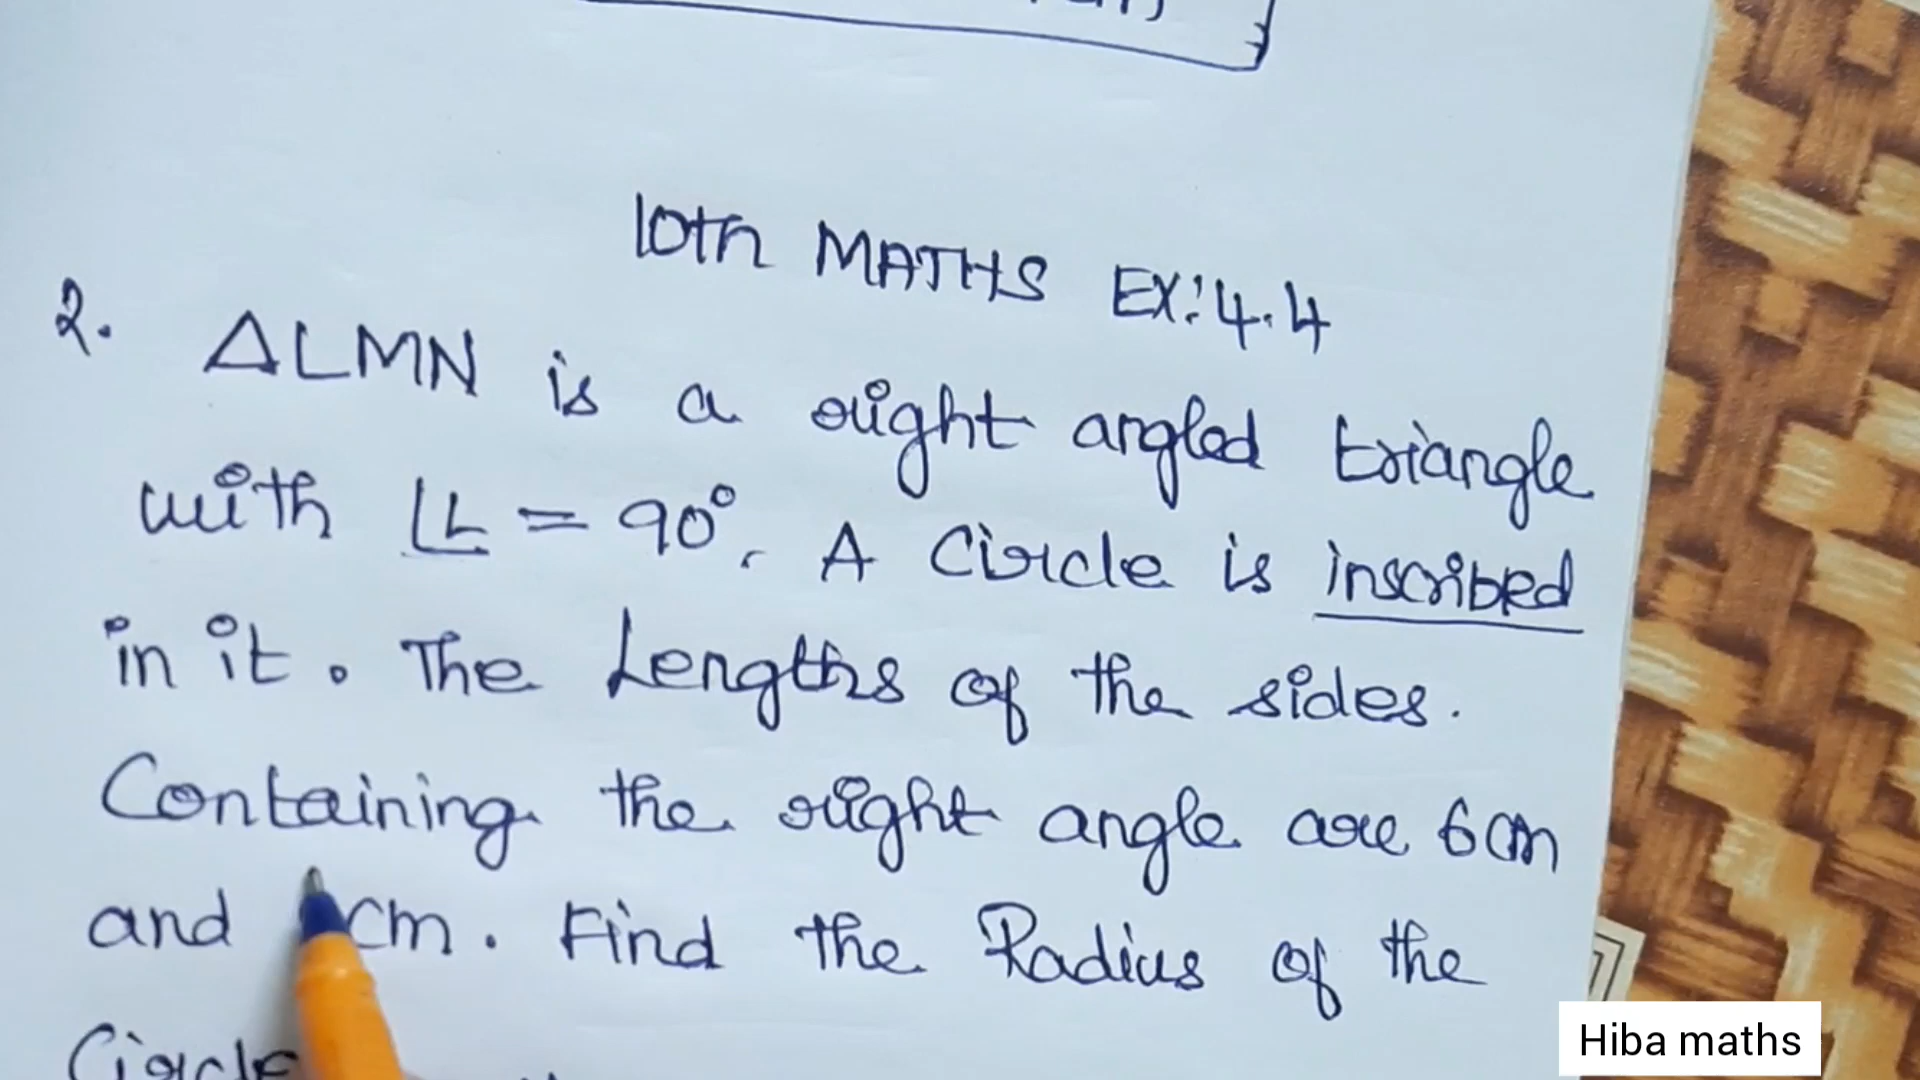 10th MATHS EX: 4.4
2. ΔLMN is a right angled triangle
with ∠L = 90°. A Circle is inscribed
in it. The Lengths of the sides.
Containing the right angle are 6cm
and cm. Find the Radius of the
Circle
Hiba maths